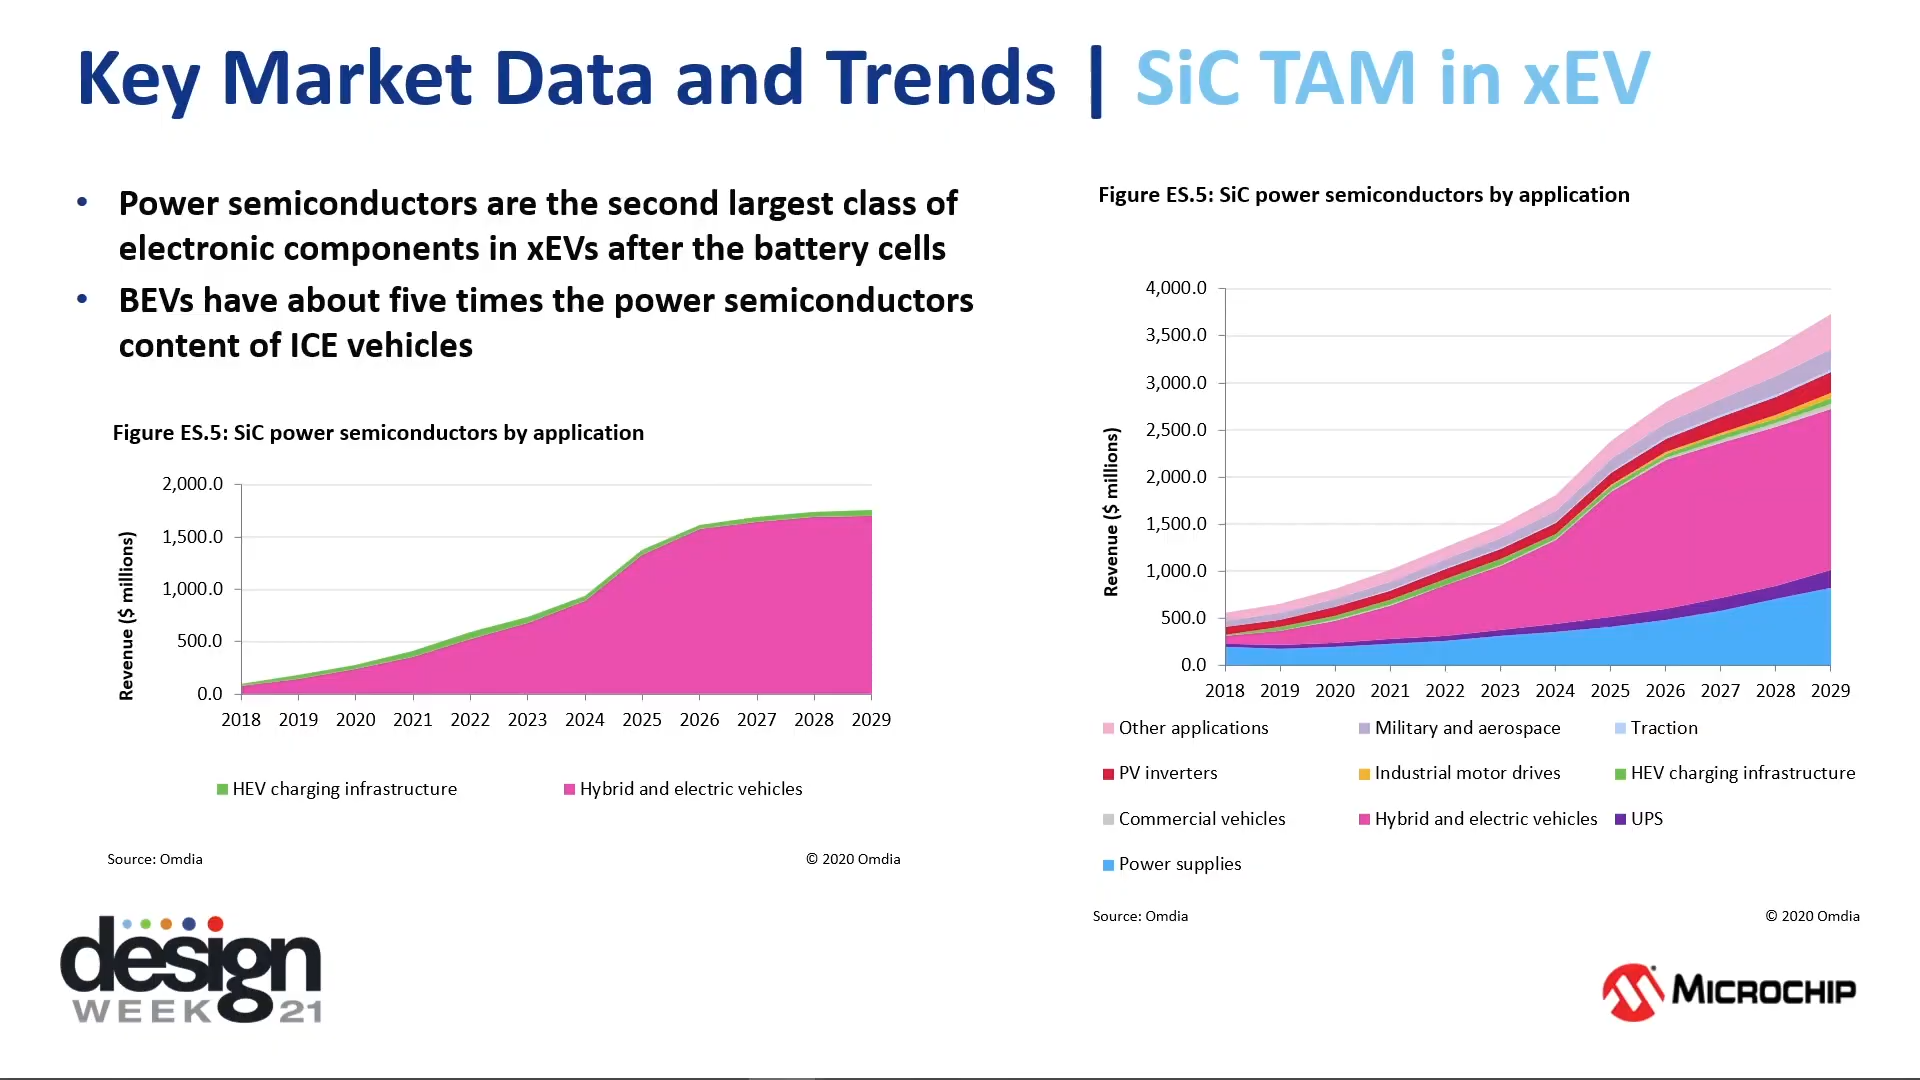 Key Market Data and Trends | SiC TAM in xEV
• Power semiconductors are the second largest class of
electronic components in xEVs after the battery cells
• BEVs have about five times the power semiconductors
content of ICE vehicles
Figure ES.5: SiC power semiconductors by application
Revenue ($ millions)
2,000.0
1,500.0
1,000.0
500.0
0.0
2018 2019 2020 2021 2022 2023 2024 2025 2026 2027 2028 2029
HEV charging infrastructure Hybrid and electric vehicles
Source: Omdia © 2020 Omdia
Figure ES.5: SiC power semiconductors by application
Revenue ($ millions)
4,000.0
3,500.0
3,000.0
2,500.0
2,000.0
1,500.0
1,000.0
500.0
0.0
2018 2019 2020 2021 2022 2023 2024 2025 2026 2027 2028 2029
Other applications Military and aerospace Traction
PV inverters Industrial motor drives HEV charging infrastructure
Commercial vehicles Hybrid and electric vehicles UPS
Power supplies
Source: Omdia © 2020 Omdia
design
WEEK 21
MICROCHIP